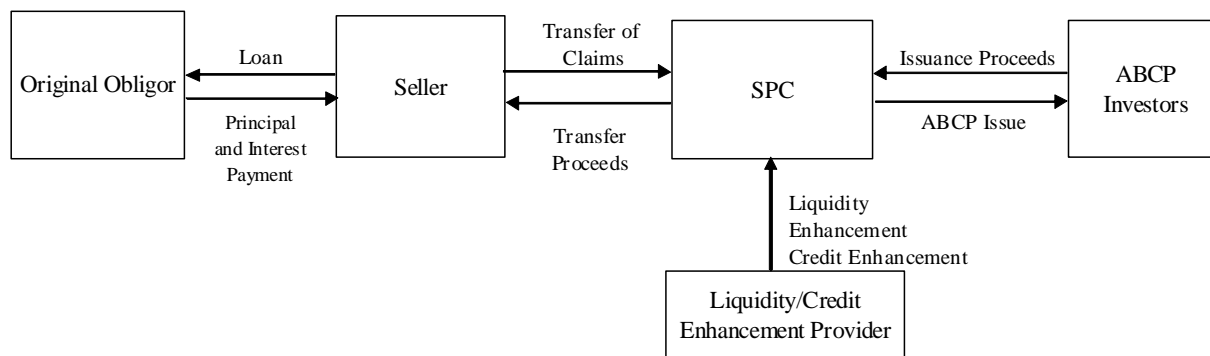 Original Obligor
Loan
Principal
and Interest
Payment
Seller
Transfer of
Claims
Transfer
Proceeds
SPC
Issuance Proceeds
ABCP Issue
ABCP
Investors
Liquidity
Enhancement
Credit Enhancement
Liquidity/Credit
Enhancement Provider